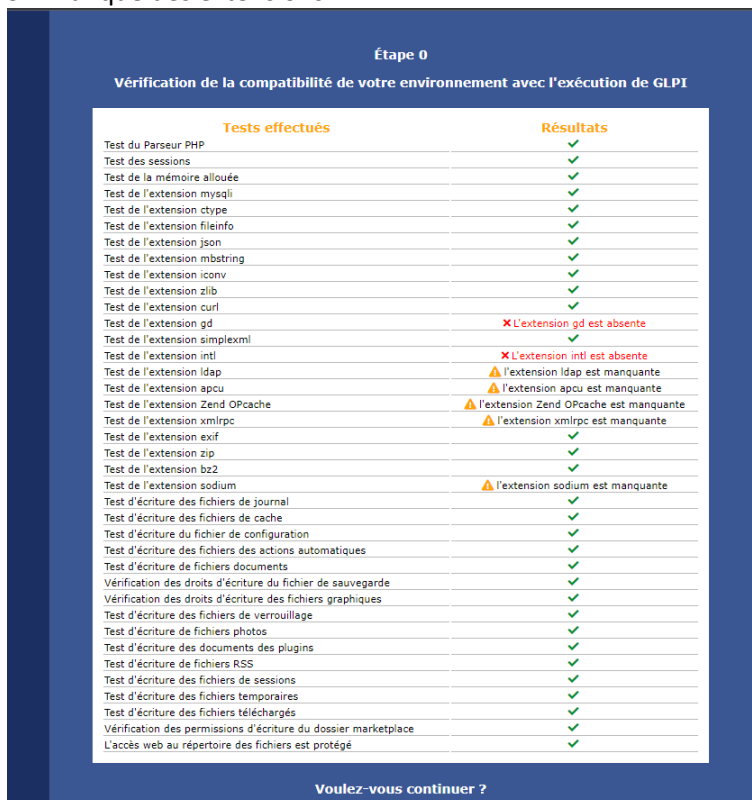 Étape 0
Vérification de la compatibilité de votre environnement avec l'exécution de GLPI
Tests effectués Résultats
Test du Parseur PHP
Test des sessions
Test de la mémoire allouée
Test de l'extension mysqli
Test de l'extension ctype
Test de l'extension fileinfo
Test de l'extension json
Test de l'extension mbstring
Test de l'extension iconv
Test de l'extension zlib
Test de l'extension curl
Test de l'extension gd L'extension gd est absente
Test de l'extension simplexml
Test de l'extension intl L'extension intl est absente
Test de l'extension ldap l'extension ldap est manquante
Test de l'extension apcu l'extension apcu est manquante
Test de l'extension Zend OPcache l'extension Zend OPcache est manquante
Test de l'extension xmlrpc l'extension xmlrpc est manquante
Test de l'extension exif
Test de l'extension zip
Test de l'extension bz2
Test de l'extension sodium l'extension sodium est manquante
Test d'écriture des fichiers de journal
Test d'écriture des fichiers de cache
Test d'écriture du fichier de configuration
Test d'écriture des fichiers des actions automatiques
Test d'écriture de fichiers documents
Vérification des droits d'écriture du fichier de sauvegarde
Vérification des droits d'écriture des fichiers graphiques
Test d'écriture des fichiers de verrouillage
Test d'écriture de fichiers photos
Test d'écriture des documents des plugins
Test d'écriture de fichiers RSS
Test d'écriture des fichiers de sessions
Test d'écriture des fichiers temporaires
Test d'écriture des fichiers téléchargés
Vérification des permissions d'écriture du dossier marketplace
L'accès web au répertoire des fichiers est protégé
Voulez-vous continuer ?